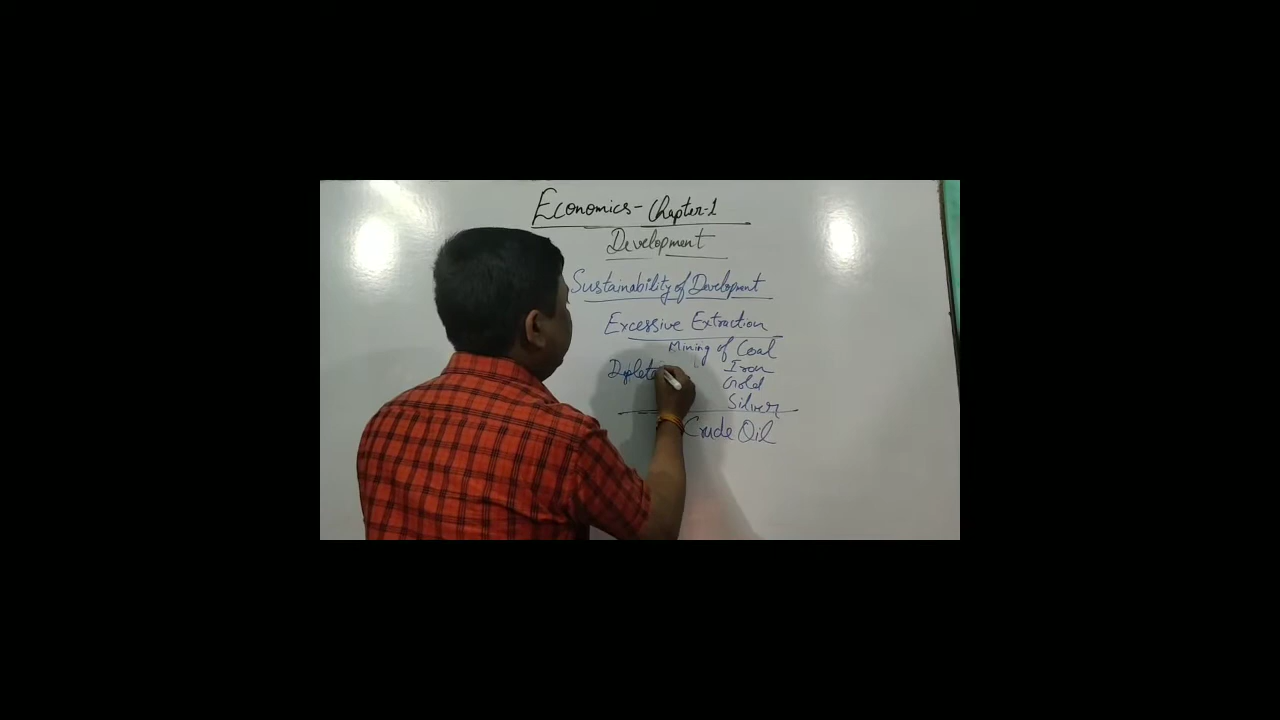 Economics - Chapter-1
Development
Sustainability of Development
Excessive Extraction
Mining of Coal
Iron
Gold
Silver
Crude Oil